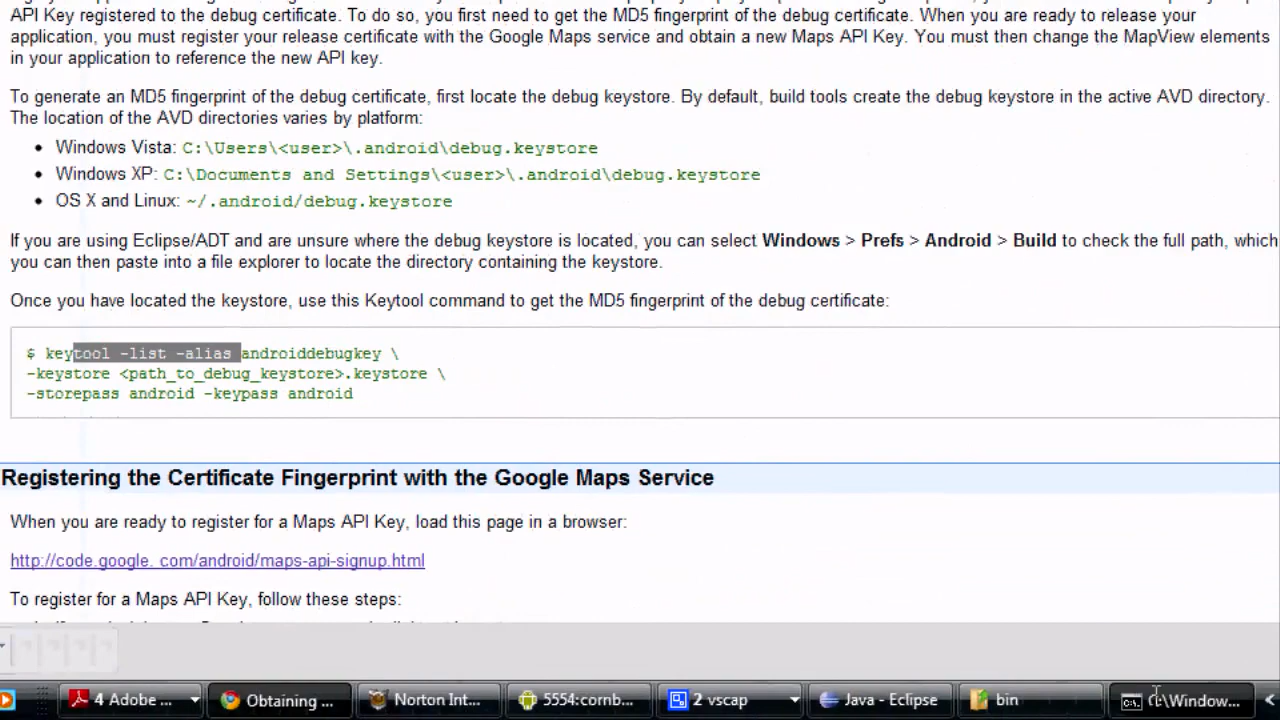 API Key registered to the debug certificate. To do so, you first need to get the MD5 fingerprint of the debug certificate. When you are ready to release your
application, you must register your release certificate with the Google Maps service and obtain a new Maps API Key. You must then change the MapView elements
in your application to reference the new API key.
To generate an MD5 fingerprint of the debug certificate, first locate the debug keystore. By default, build tools create the debug keystore in the active AVD directory.
The location of the AVD directories varies by platform:
• Windows Vista: C:\Users\<user>\.android\debug.keystore
• Windows XP: C:\Documents and Settings\<user>\.android\debug.keystore
• OS X and Linux: ~/.android/debug.keystore
If you are using Eclipse/ADT and are unsure where the debug keystore is located, you can select Windows > Prefs > Android > Build to check the full path, which
you can then paste into a file explorer to locate the directory containing the keystore.
Once you have located the keystore, use this Keytool command to get the MD5 fingerprint of the debug certificate:
$ keytool -list -alias androiddebugkey \
-keystore <path_to_debug_keystore>.keystore \
-storepass android -keypass android
Registering the Certificate Fingerprint with the Google Maps Service
When you are ready to register for a Maps API Key, load this page in a browser:
http://code.google. com/android/maps-api-signup.html
To register for a Maps API Key, follow these steps:
4 Adobe ... Obtaining ... Norton Int... 5554:cornb... 2 vscap Java - Eclipse bin C:\Window...